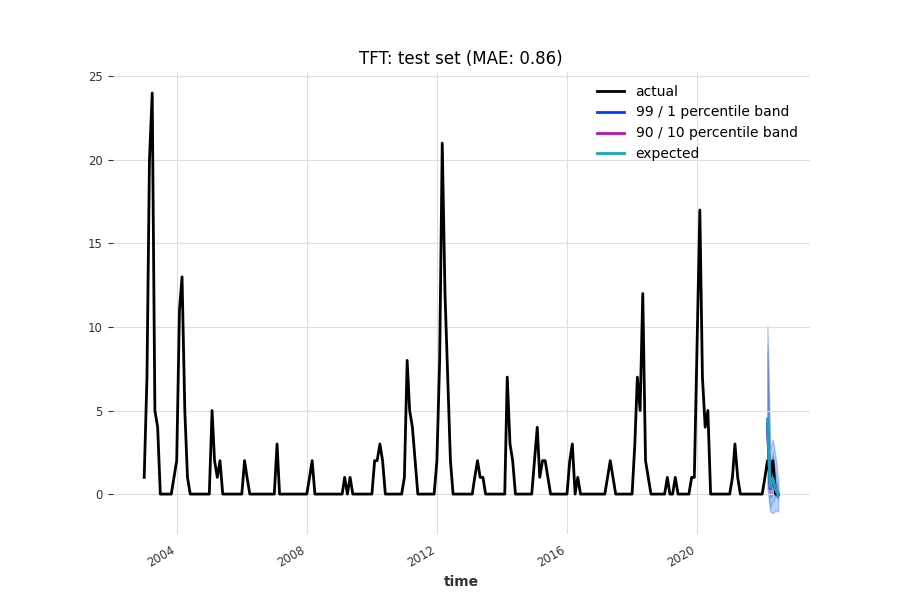 TFT: test set (MAE: 0.86)
25
20
15
10
5
0
actual
99 / 1 percentile band
90 / 10 percentile band
expected
2004
2008
2012
2016
2020
time